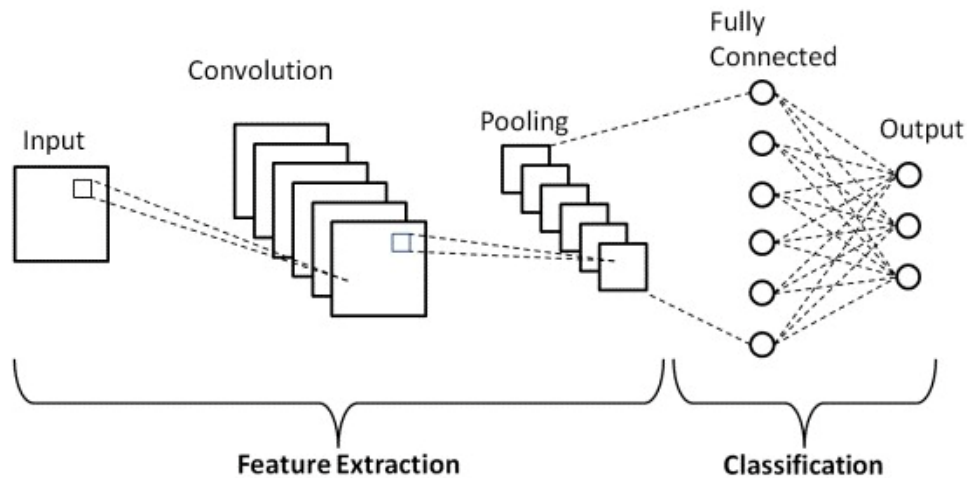 Input
Convolution
Pooling
Fully
Connected
Output
Feature Extraction
Classification